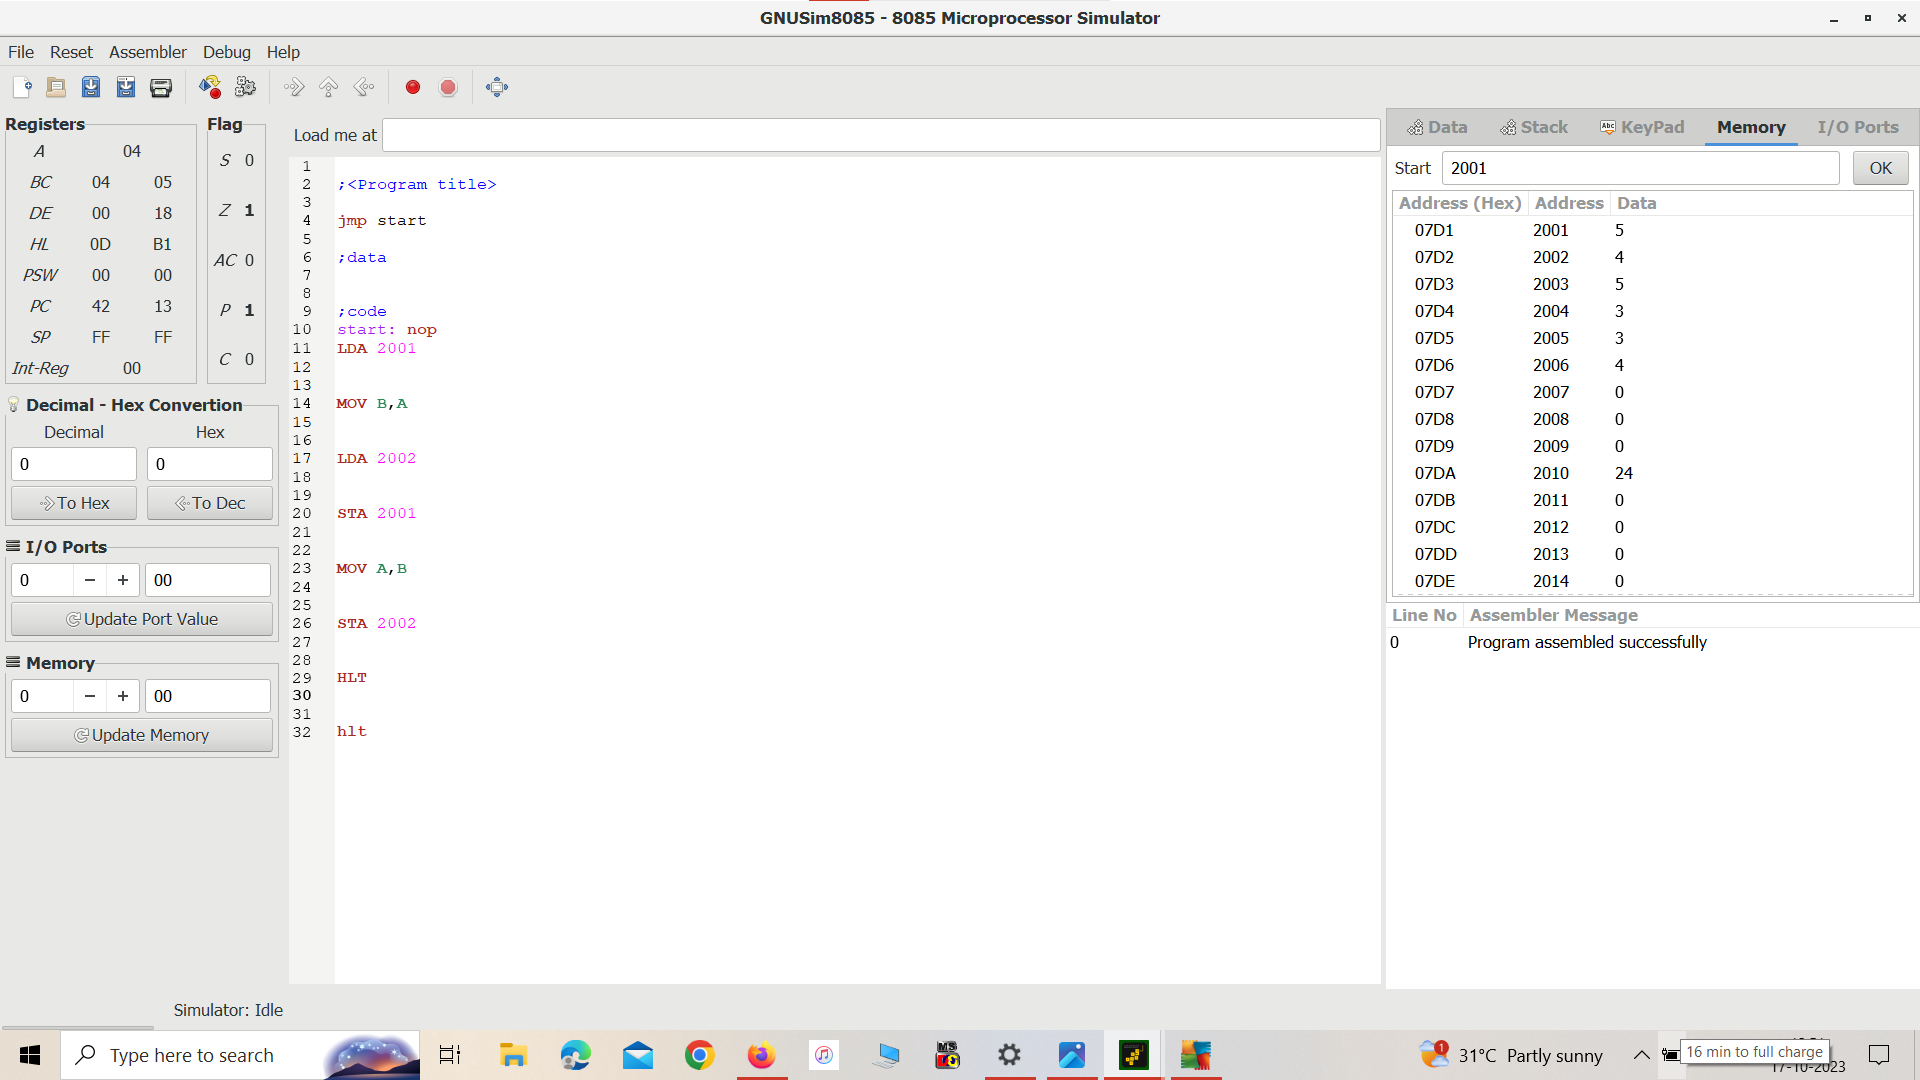 GNUSim8085 - 8085 Microprocessor Simulator
File Reset Assembler Debug Help
Registers
A 04
BC 04 05
DE 00 18
HL 0D B1
PSW 00 00
PC 42 13
SP FF FF
Int-Reg 00
Flag
S 0
Z 1
AC 0
P 1
C 0
Decimal - Hex Convertion
Decimal Hex
0 0
To Hex To Dec
I/O Ports
0 − + 00
Update Port Value
Memory
0 − + 00
Update Memory
Load me at
1
2 ;<Program title>
3
4 jmp start
5
6 ;data
7
8
9 ;code
10 start: nop
11 LDA 2001
12
13
14 MOV B,A
15
16
17 LDA 2002
18
19
20 STA 2001
21
22
23 MOV A,B
24
25
26 STA 2002
27
28
29 HLT
30
31
32 hlt
Data Stack Abc KeyPad Memory I/O Ports
Start 2001 OK
Address (Hex) Address Data
07D1 2001 5
07D2 2002 4
07D3 2003 5
07D4 2004 3
07D5 2005 3
07D6 2006 4
07D7 2007 0
07D8 2008 0
07D9 2009 0
07DA 2010 24
07DB 2011 0
07DC 2012 0
07DD 2013 0
07DE 2014 0
Line No Assembler Message
0 Program assembled successfully
Simulator: Idle
Type here to search
MS
1
31°C Partly sunny
16 min to full charge
17-10-2023